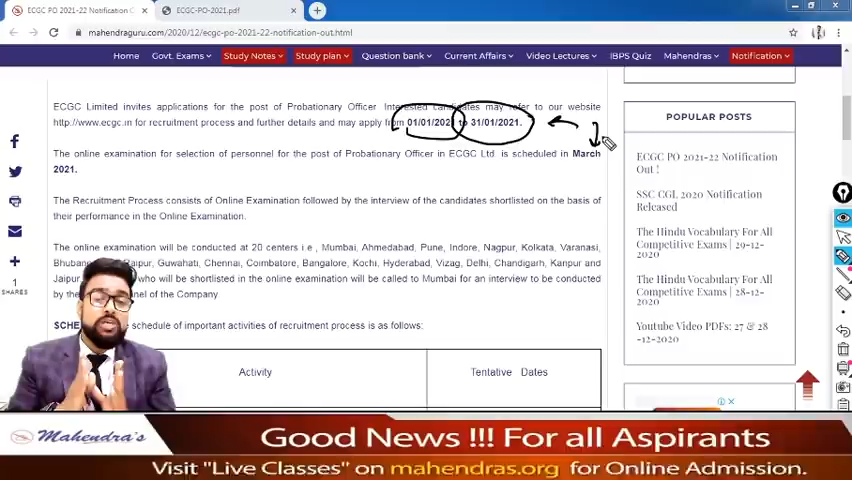 ECGC PO 2021-22 Notification C
ECGC-PO-2021.pdf
mahendraguru.com/2020/12/ecgc-po-2021-22-notification-out.html
Home Govt. Exams Study Notes Study plan Question bank Current Affairs Video Lectures IBPS Quiz Mahendras Notification
ECGC Limited invites applications for the post of Probationary Officer Interested candidates may refer to our website
http://www.ecgc.in for recruitment process and further details and may apply from 01/01/2021 to 31/01/2021.
The online examination for selection of personnel for the post of Probationary Officer in ECGC Ltd. is scheduled in March
2021.
The Recruitment Process consists of Online Examination followed by the interview of the candidates shortlisted on the basis of
their performance in the Online Examination.
The online examination will be conducted at 20 centers i.e , Mumbai, Ahmedabad, Pune, Indore, Nagpur, Kolkata, Varanasi,
Raipur, Guwahati, Chennai, Coimbatore, Bangalore, Kochi, Hyderabad, Vizag, Delhi, Chandigarh, Kanpur and
Jaipur, who will be shortlisted in the online examination will be called to Mumbai for an interview to be conducted
by the nel of the Company
SCHE schedule of important activities of recruitment process is as follows:
Activity Tentative Dates
1
SHARES
POPULAR POSTS
ECGC PO 2021-22 Notification
Out !
SSC CGL 2020 Notification
Released
The Hindu Vocabulary For All
Competitive Exams | 29-12-
2020
The Hindu Vocabulary For All
Competitive Exams | 28-12-
2020
Youtube Video PDFs: 27 & 28
-12-2020
Mahendra's
Good News !!! For all Aspirants
Visit "Live Classes" on mahendras.org for Online Admission.